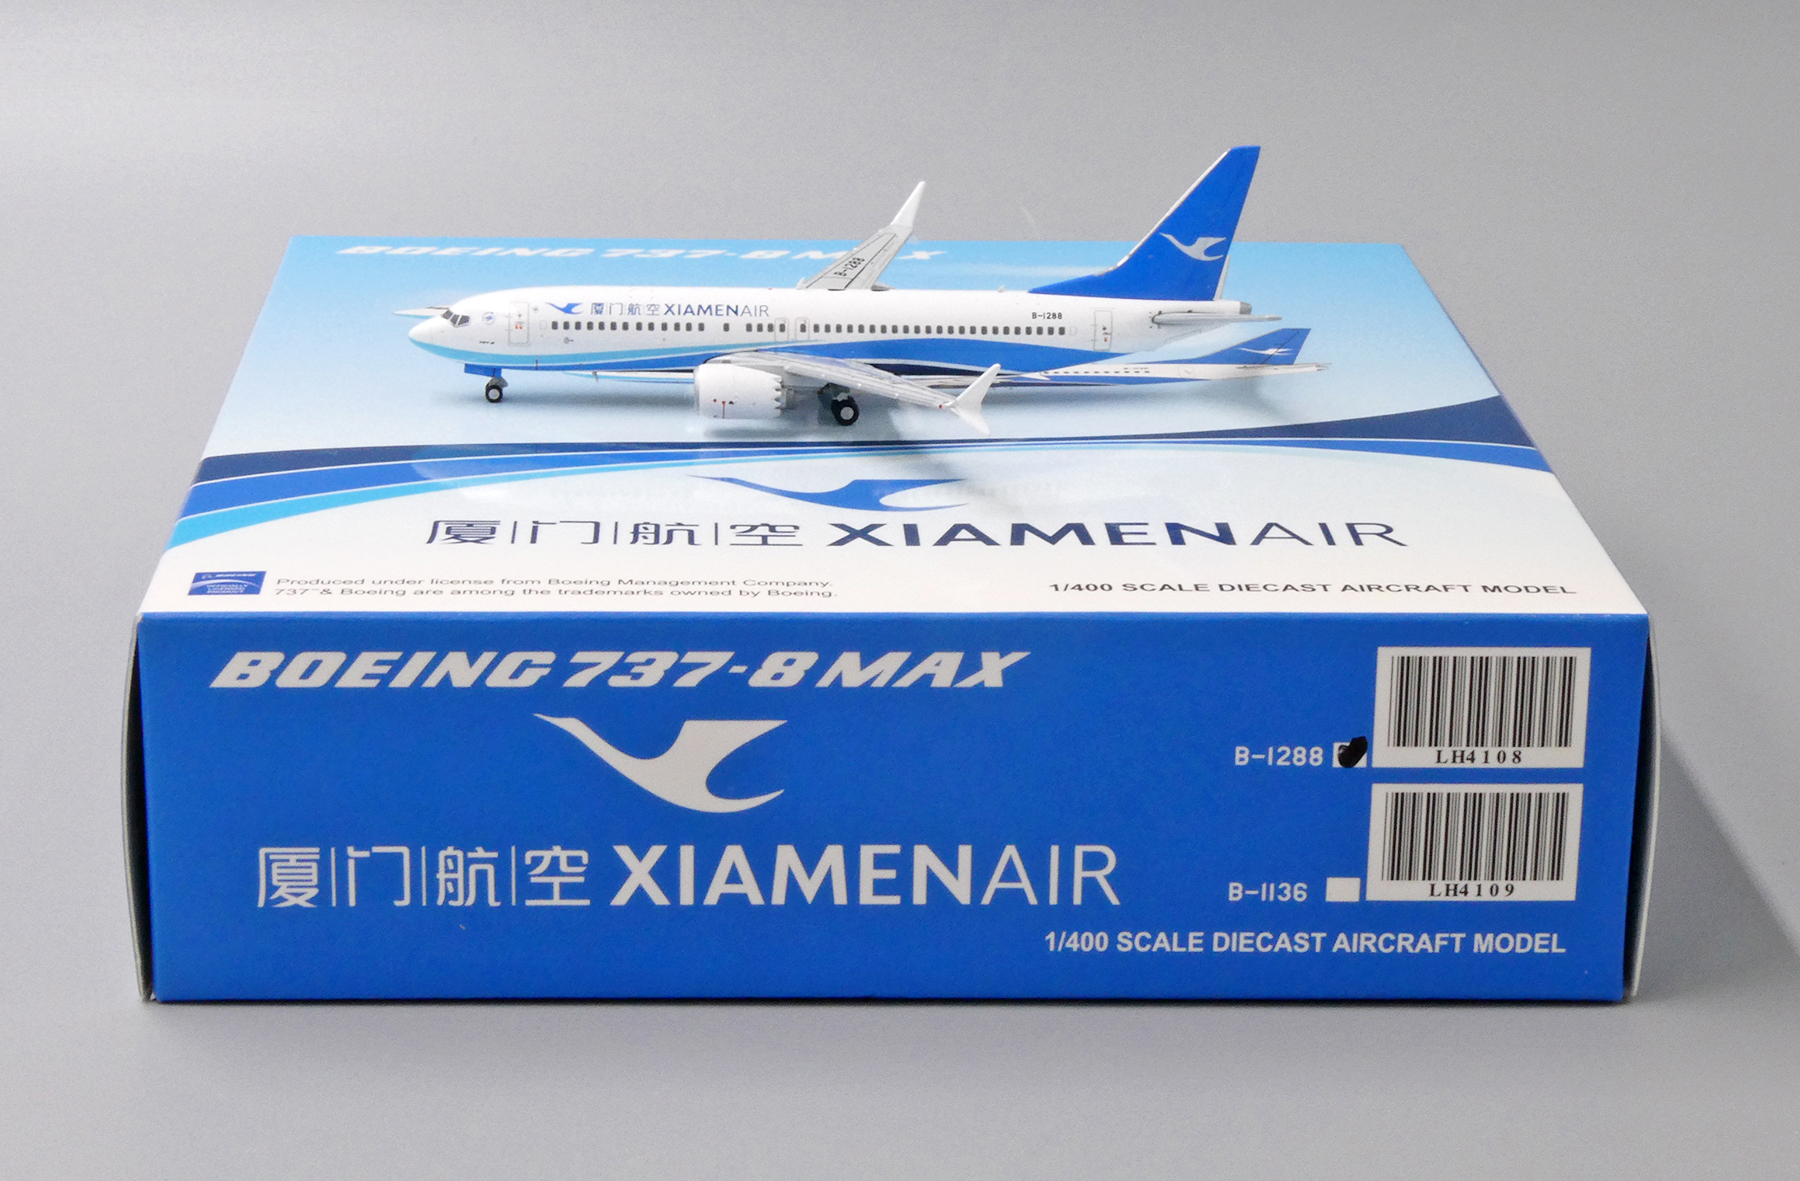 BOEING 737-8 MAX
B-1288
厦门航空 XIAMENAIR
B-1288
厦|门|航|空 XIAMENAIR
Produced under license from Boeing Management Company.
737™ & Boeing are among the trademarks owned by Boeing.
1/400 SCALE DIECAST AIRCRAFT MODEL
BOEING 737-8 MAX
B-1288
LH4108
厦|门|航|空 XIAMENAIR
B-1136
LH4109
1/400 SCALE DIECAST AIRCRAFT MODEL